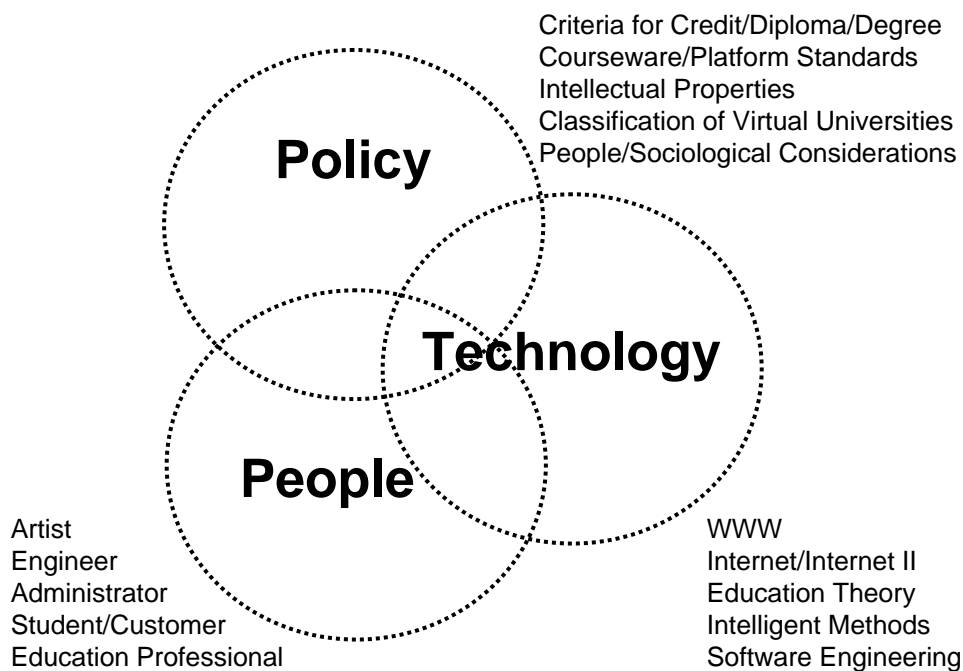 Criteria for Credit/Diploma/Degree
Courseware/Platform Standards
Intellectual Properties
Classification of Virtual Universities
People/Sociological Considerations
Policy
Technology
People
Artist
Engineer
Administrator
Student/Customer
Education Professional
WWW
Internet/Internet II
Education Theory
Intelligent Methods
Software Engineering